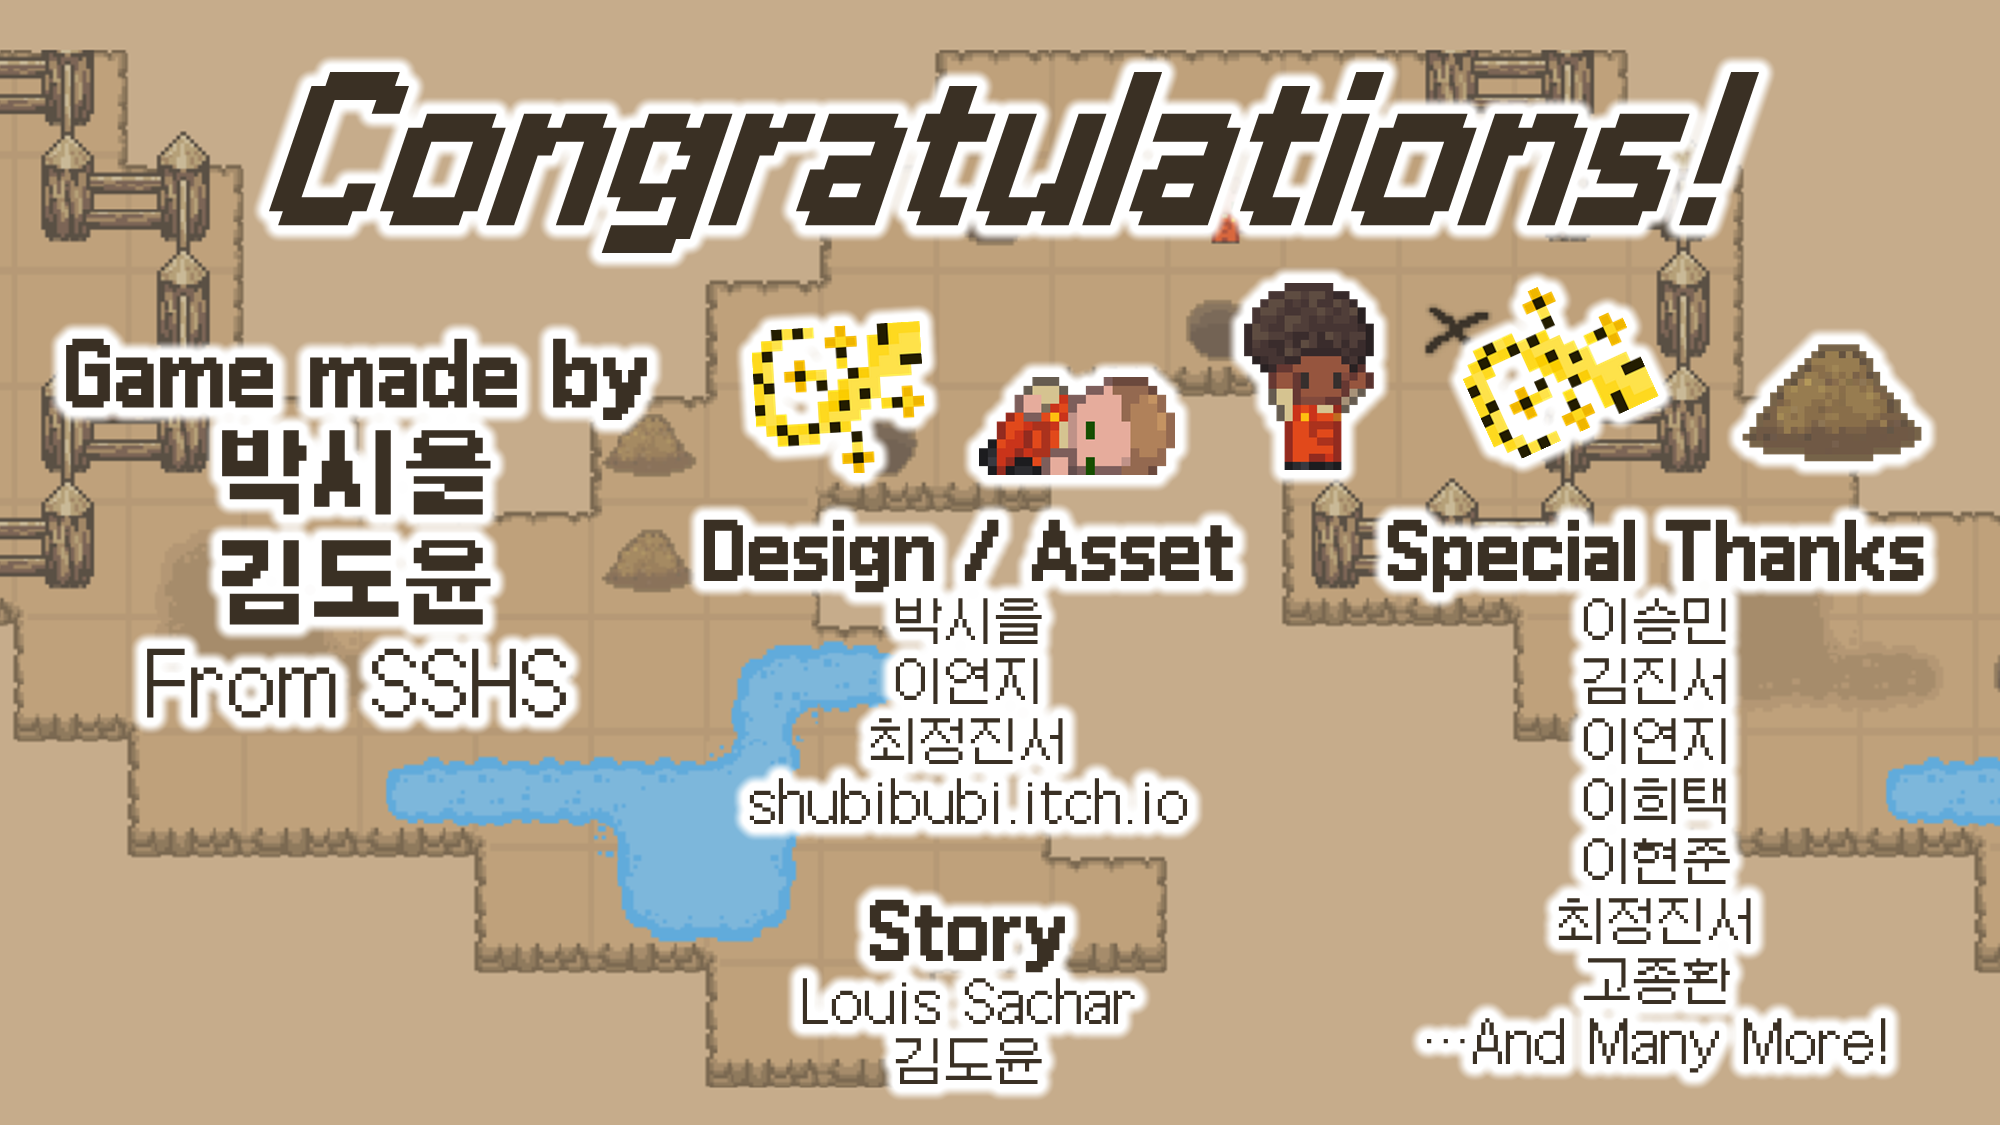 Congratulations!
Game made by
박시을
김도윤
From SSHS
Design / Asset
박시을
이연지
최정진서
shubibubi.itch.io
Story
Louis Sachar
김도윤
Special Thanks
이승민
김진서
이연지
이희택
이현준
최정진서
고종환
…And Many More!